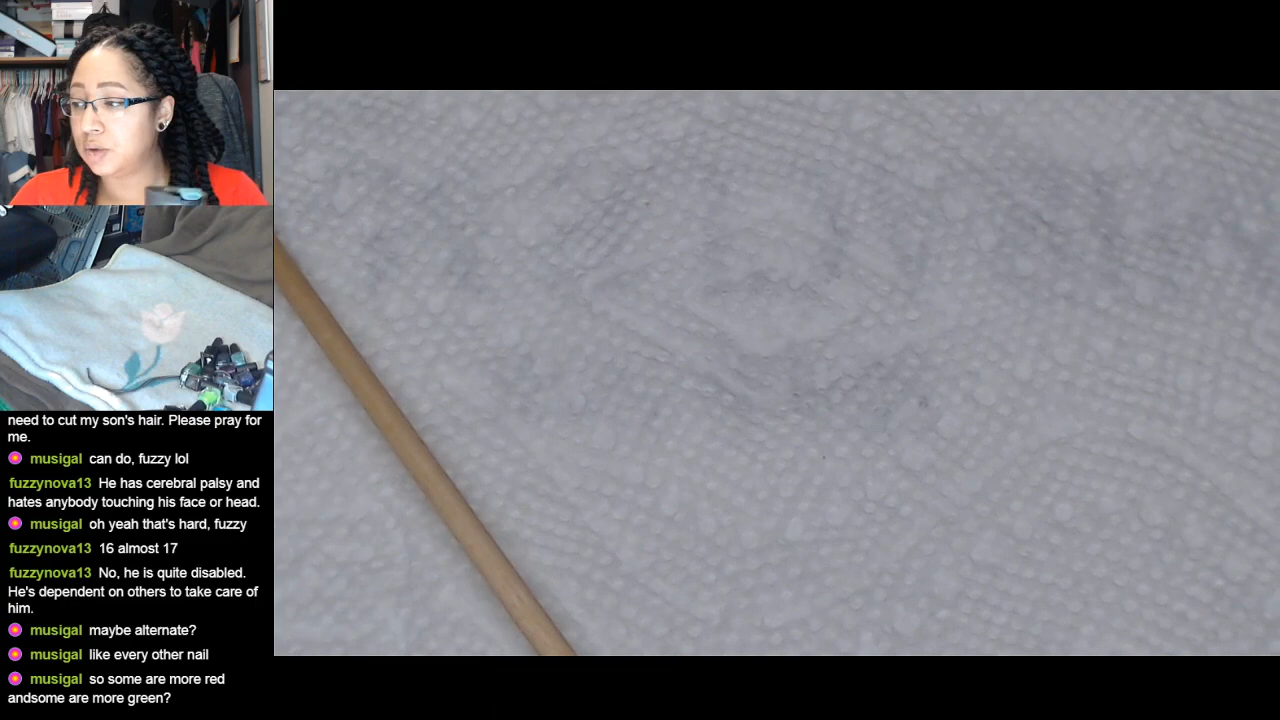 need to cut my son's hair. Please pray for
me.
musigal can do, fuzzy lol
fuzzynova13 He has cerebral palsy and
hates anybody touching his face or head.
musigal oh yeah that's hard, fuzzy
fuzzynova13 16 almost 17
fuzzynova13 No, he is quite disabled.
He's dependent on others to take care of
him.
musigal maybe alternate?
musigal like every other nail
musigal so some are more red
andsome are more green?